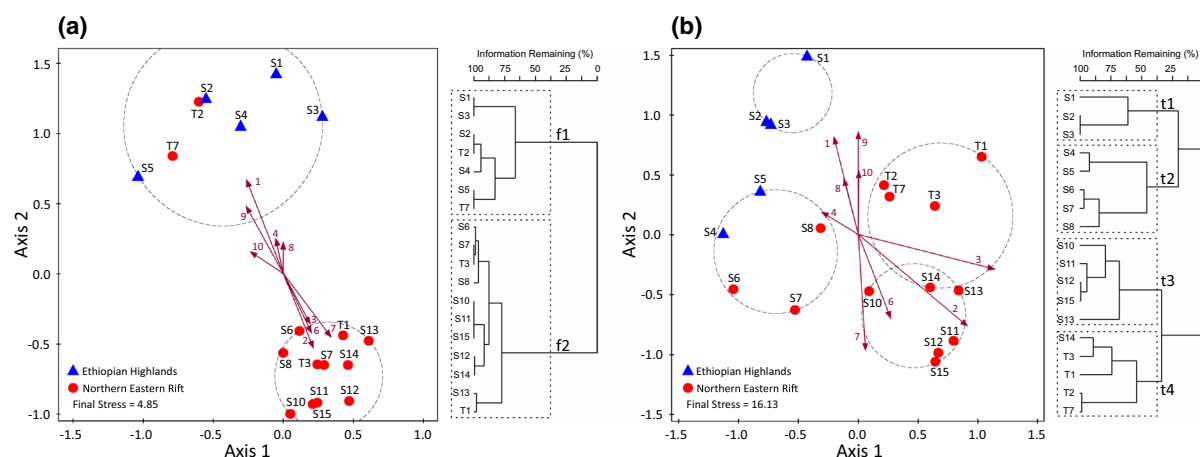 (a)
1.5
1.0
0.5
0.0
-0.5
-1.0
Axis 2
-1.5
-1.0
-0.5
0.0
0.5
1.0
Axis 1
S1
S2
T2
S4
S3
T7
S5
1
9
4
8
10
3
6
7
2
S6
T1
S13
S8
T3
S7
S14
S10
S11
S15
S12
Ethiopian Highlands
Northern Eastern Rift
Final Stress = 4.85
Information Remaining (%)
100 75 50 25 0
S1
S3
S2
T2
S4
S5
T7
f1
S6
S7
T3
S8
S10
S11
S15
S12
S14
S13
T1
f2
(b)
1.5
1.0
0.5
0.0
-0.5
-1.0
-1.5
Axis 2
-1.5
-1.0
-0.5
0.0
0.5
1.0
1.5
Axis 1
S1
S2
S3
1
9
10
8
T1
T2
T7
T3
S5
S4
S8
4
3
S6
S7
S10
6
S14
S13
2
7
S11
S12
S15
Ethiopian Highlands
Northern Eastern Rift
Final Stress = 16.13
Information Remaining (%)
100 75 50 25
S1
S2
S3
t1
S4
S5
S6
S7
S8
t2
S10
S11
S12
S15
S13
t3
S14
T3
T1
T2
T7
t4